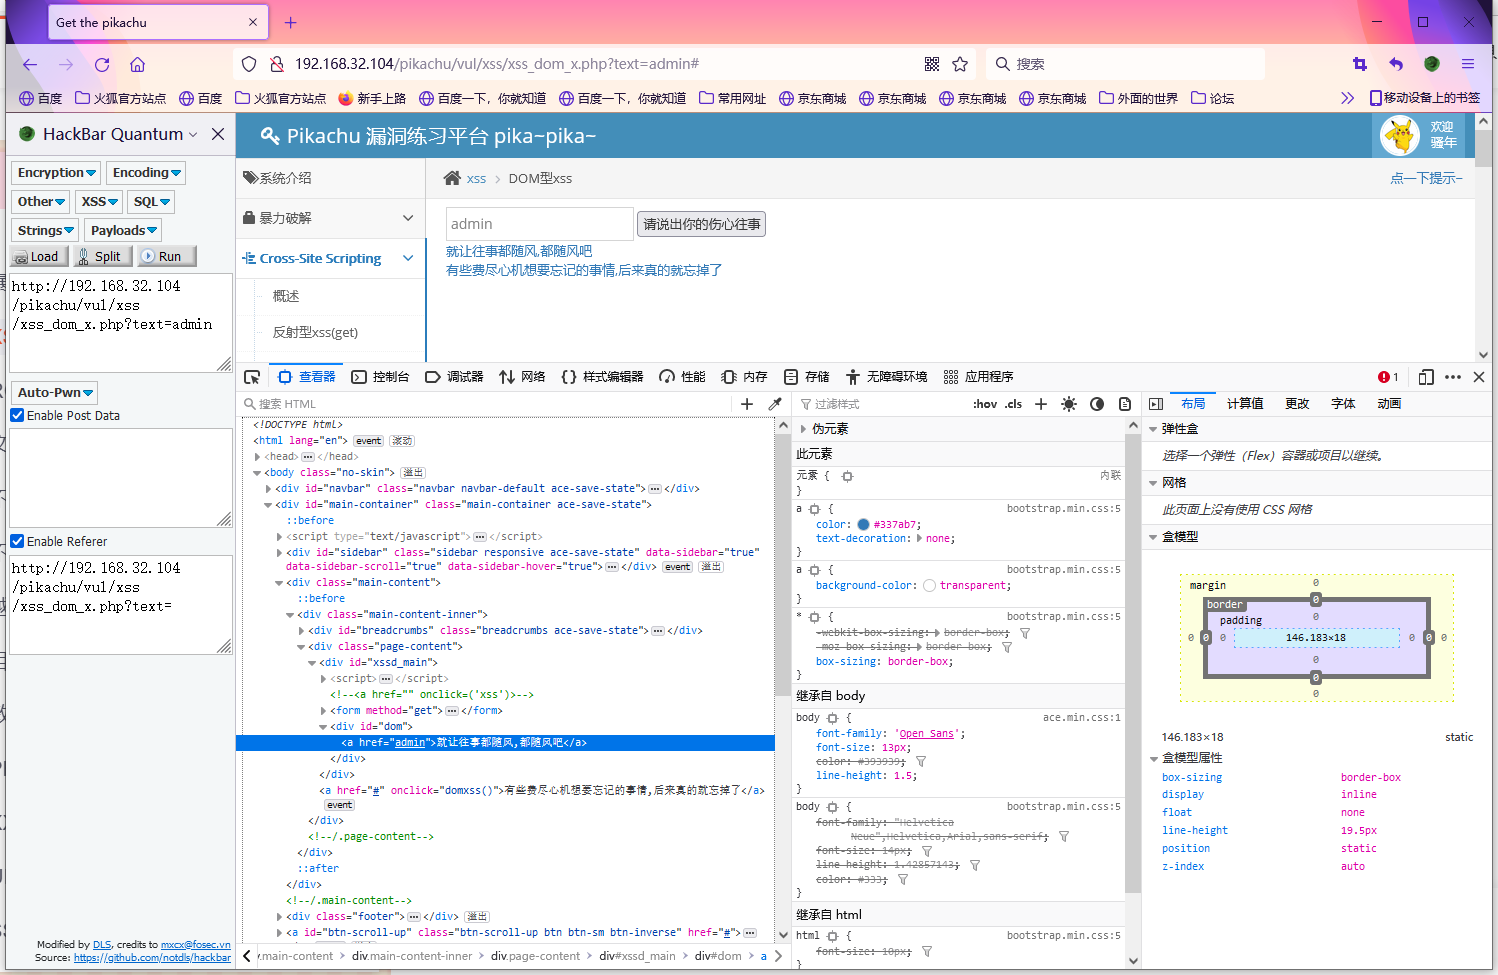 Get the pikachu
192.168.32.104/pikachu/vul/xss/xss_dom_x.php?text=admin#
搜索
百度
火狐官方站点
百度
火狐官方站点
新手上路
百度一下，你就知道
百度一下，你就知道
常用网址
京东商城
京东商城
京东商城
京东商城
外面的世界
论坛
移动设备上的书签
HackBar Quantum
Encryption
Encoding
Other
XSS
SQL
Strings
Payloads
Load
Split
Run
http://192.168.32.104
/pikachu/vul/xss
/xss_dom_x.php?text=admin
Auto-Pwn
Enable Post Data
Enable Referer
http://192.168.32.104
/pikachu/vul/xss
/xss_dom_x.php?text=
Modified by DLS, credits to mxcx@fosec.vn
Source: https://github.com/notdls/hackbar
Pikachu 漏洞练习平台 pika~pika~
欢迎
骚年
系统介绍
暴力破解
Cross-Site Scripting
概述
反射型xss(get)
xss
DOM型xss
点一下提示~
admin
请说出你的伤心往事
就让往事都随风,都随风吧
有些费尽心机想要忘记的事情,后来真的就忘掉了
查看器
控制台
调试器
网络
样式编辑器
性能
内存
存储
无障碍环境
应用程序
1
搜索 HTML
<!DOCTYPE html>
<html lang="en"> event 滚动
<head> ··· </head>
<body class="no-skin"> 溢出
<div id="navbar" class="navbar navbar-default ace-save-state"> ··· </div>
<div id="main-container" class="main-container ace-save-state">
::before
<script type="text/javascript"> ··· </script>
<div id="sidebar" class="sidebar responsive ace-save-state" data-sidebar="true"
data-sidebar-scroll="true" data-sidebar-hover="true"> ··· </div> event 溢出
<div class="main-content">
::before
<div class="main-content-inner">
<div id="breadcrumbs" class="breadcrumbs ace-save-state"> ··· </div>
<div class="page-content">
<div id="xssd_main">
<script> ··· </script>
<!--<a href="" onclick=('xss')>-->
<form method="get"> ··· </form>
<div id="dom">
<a href="admin">就让往事都随风,都随风吧</a>
</div>
</div>
<a href="#" onclick="domxss()">有些费尽心机想要忘记的事情,后来真的就忘掉了</a>
event
</div>
<!--/.page-content-->
</div>
::after
</div>
<!--/.main-content-->
<div class="footer"> ··· </div> 溢出
<a id="btn-scroll-up" class="btn-scroll-up btn btn-sm btn-inverse" href="#"> ···
.main-content
div.main-content-inner
div.page-content
div#xssd_main
div#dom
a
过滤样式
:hov .cls
伪元素
此元素
元素 { 内联
}
a { bootstrap.min.css:5
color: #337ab7;
text-decoration: none;
}
a { bootstrap.min.css:5
background-color: transparent;
}
* { bootstrap.min.css:5
-webkit-box-sizing: border-box;
-moz-box-sizing: border-box;
box-sizing: border-box;
}
继承自 body
body { ace.min.css:1
font-family: 'Open Sans';
font-size: 13px;
color: #393939;
line-height: 1.5;
}
body { bootstrap.min.css:5
font-family: "Helvetica
Neue",Helvetica,Arial,sans-serif;
font-size: 14px;
line-height: 1.42857143;
color: #333;
}
继承自 html
html { bootstrap.min.css:5
font-size: 10px;
}
布局
计算值
更改
字体
动画
弹性盒
选择一个弹性（Flex）容器或项目以继续。
网格
此页面上没有使用 CSS 网格
盒模型
margin
0
border
0
padding
0
0 0 0 146.183×18 0 0 0
0
0
0
146.183×18 static
盒模型属性
box-sizing border-box
display inline
float none
line-height 19.5px
position static
z-index auto